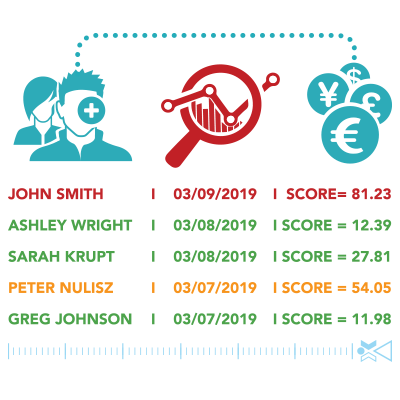 ¥ $ £ €
JOHN SMITH I 03/09/2019 I SCORE= 81.23
ASHLEY WRIGHT I 03/08/2019 I SCORE = 12.39
SARAH KRUPT I 03/08/2019 I SCORE = 27.81
PETER NULISZ I 03/07/2019 I SCORE = 54.05
GREG JOHNSON I 03/07/2019 I SCORE = 11.98